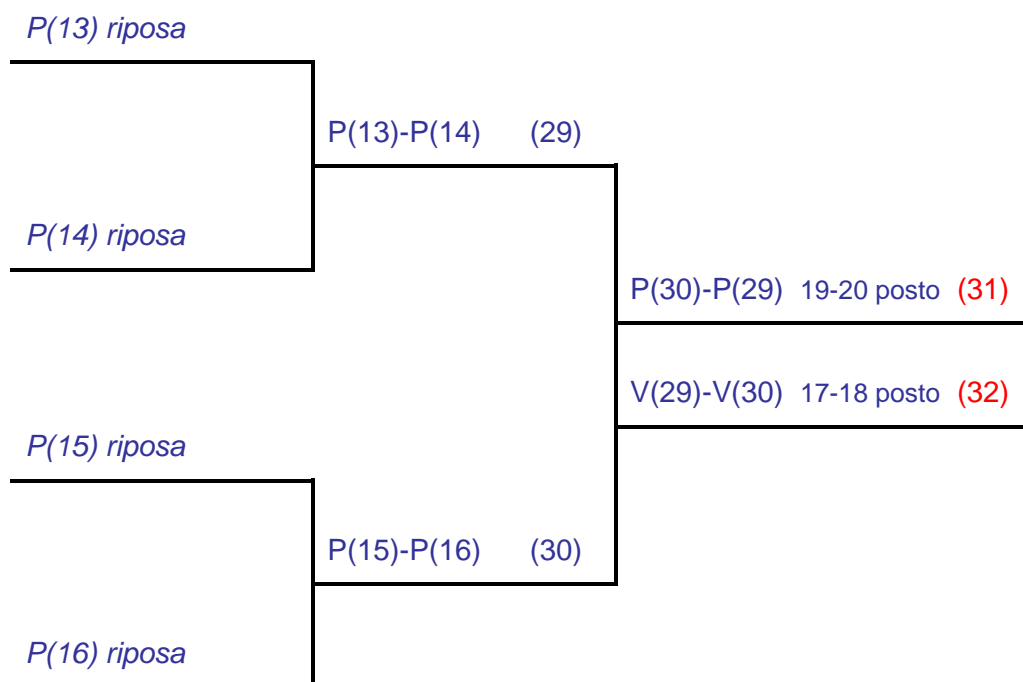 P(13) riposa
P(13)-P(14) (29)
P(14) riposa
P(30)-P(29) 19-20 posto (31)
V(29)-V(30) 17-18 posto (32)
P(15) riposa
P(15)-P(16) (30)
P(16) riposa